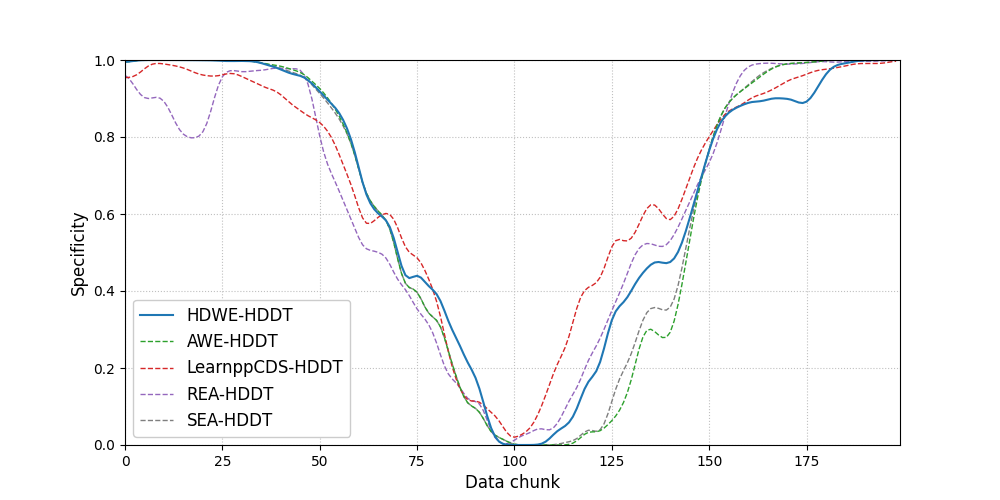 1.0
0.8
0.6
0.4
0.2
0.0
Specificity
HDWE-HDDT
AWE-HDDT
LearnppCDS-HDDT
REA-HDDT
SEA-HDDT
0 25 50 75 100 125 150 175
Data chunk